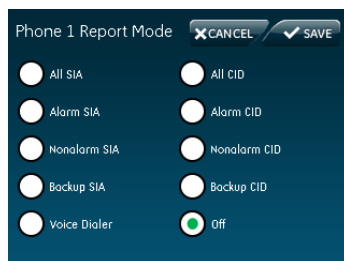 Phone 1 Report Mode CANCEL SAVE
All SIA All CID
Alarm SIA Alarm CID
Nonalarm SIA Nonalarm CID
Backup SIA Backup CID
Voice Dialer Off